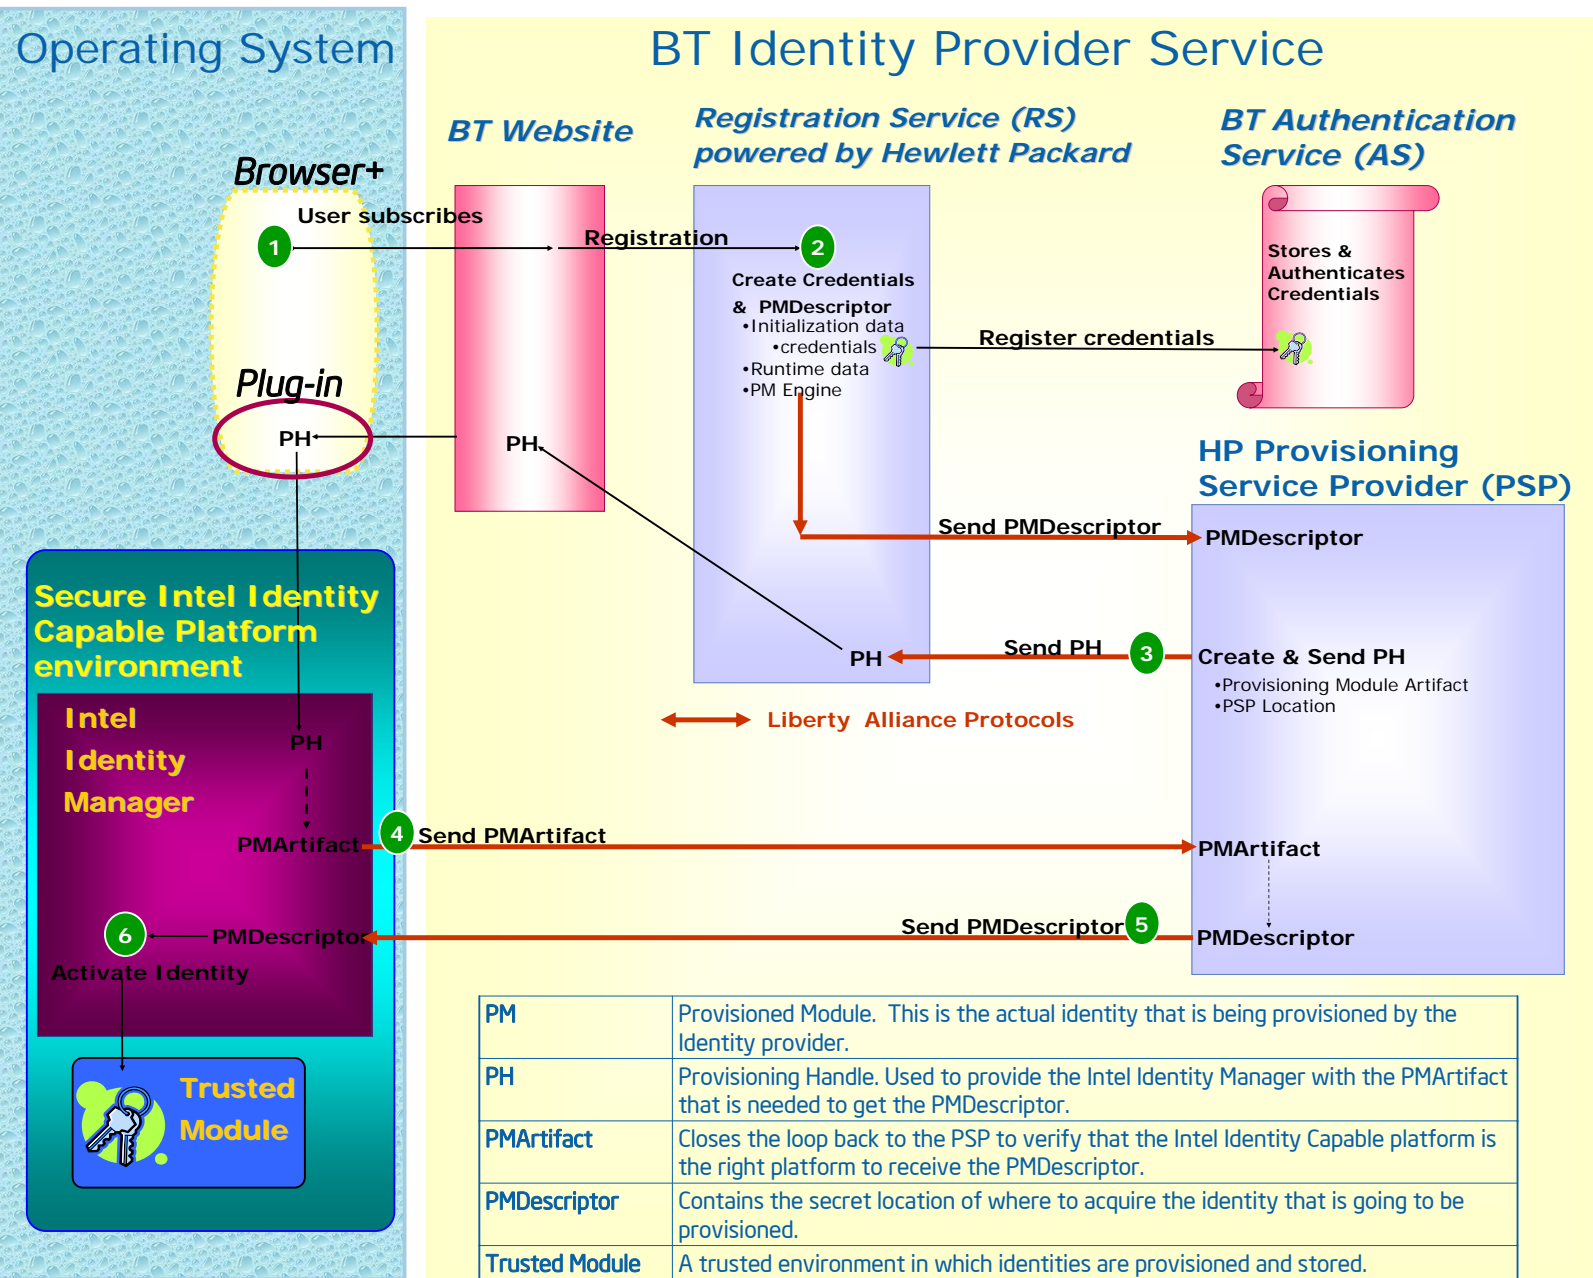 Operating System
BT Identity Provider Service
BT Website
Registration Service (RS)
powered by Hewlett Packard
BT Authentication
Service (AS)
Browser+
User subscribes
1
Registration
2
Create Credentials
& PMDescriptor
•Initialization data
•credentials
•Runtime data
•PM Engine
Register credentials
Stores &
Authenticates
Credentials
Plug-in
PH
PH
HP Provisioning
Service Provider (PSP)
Send PMDescriptor
PMDescriptor
PH
Send PH
3
Create & Send PH
•Provisioning Module Artifact
•PSP Location
Liberty Alliance Protocols
Secure Intel Identity
Capable Platform
environment
Intel
Identity
Manager
PH
PMArtifact
4
Send PMArtifact
PMArtifact
Send PMDescriptor
5
PMDescriptor
6
PMDescriptor
Activate Identity
Trusted
Module
PM
Provisioned Module. This is the actual identity that is being provisioned by the
Identity provider.
PH
Provisioning Handle. Used to provide the Intel Identity Manager with the PMArtifact
that is needed to get the PMDescriptor.
PMArtifact
Closes the loop back to the PSP to verify that the Intel Identity Capable platform is
the right platform to receive the PMDescriptor.
PMDescriptor
Contains the secret location of where to acquire the identity that is going to be
provisioned.
Trusted Module
A trusted environment in which identities are provisioned and stored.